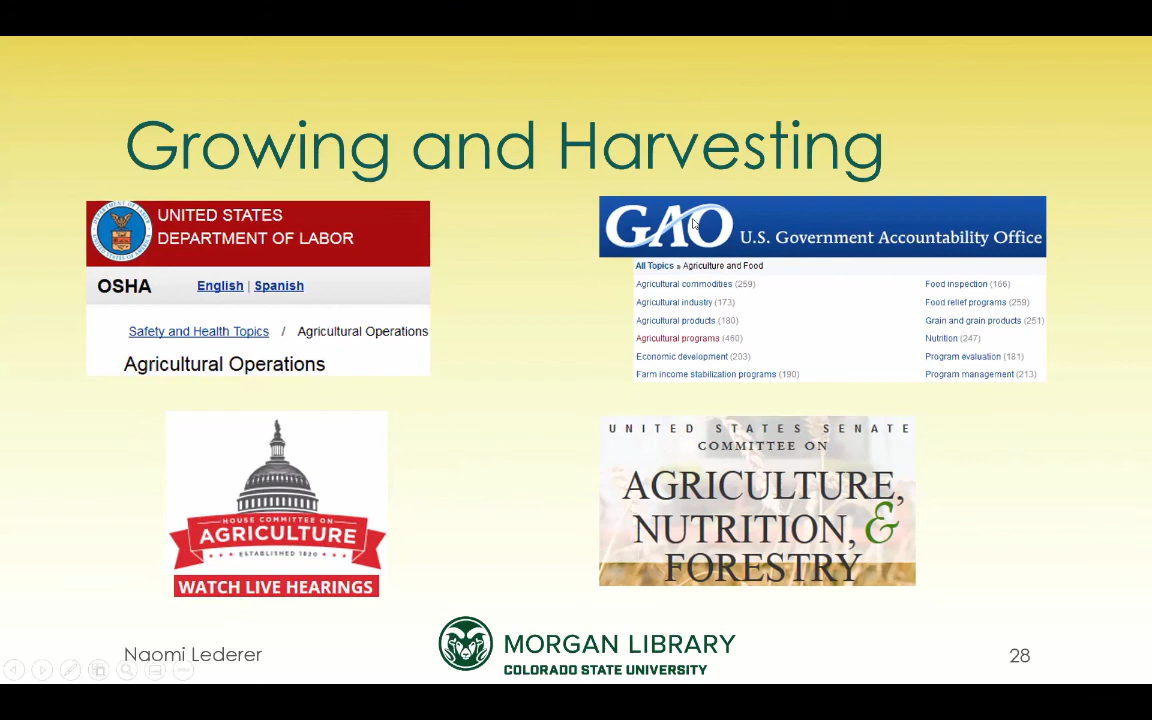 Growing and Harvesting
UNITED STATES
DEPARTMENT OF LABOR
OSHA English | Spanish
Safety and Health Topics / Agricultural Operations
Agricultural Operations
GAO U.S. Government Accountability Office
All Topics » Agriculture and Food
Agricultural commodities (259)
Agricultural industry (173)
Agricultural products (180)
Agricultural programs (460)
Economic development (203)
Farm income stabilization programs (190)
Food inspection (166)
Food relief programs (259)
Grain and grain products (251)
Nutrition (247)
Program evaluation (181)
Program management (213)
HOUSE COMMITTEE ON
AGRICULTURE
ESTABLISHED 1820
WATCH LIVE HEARINGS
UNITED STATES SENATE
COMMITTEE ON
AGRICULTURE,
NUTRITION, &
FORESTRY
Naomi Lederer
MORGAN LIBRARY
COLORADO STATE UNIVERSITY
28